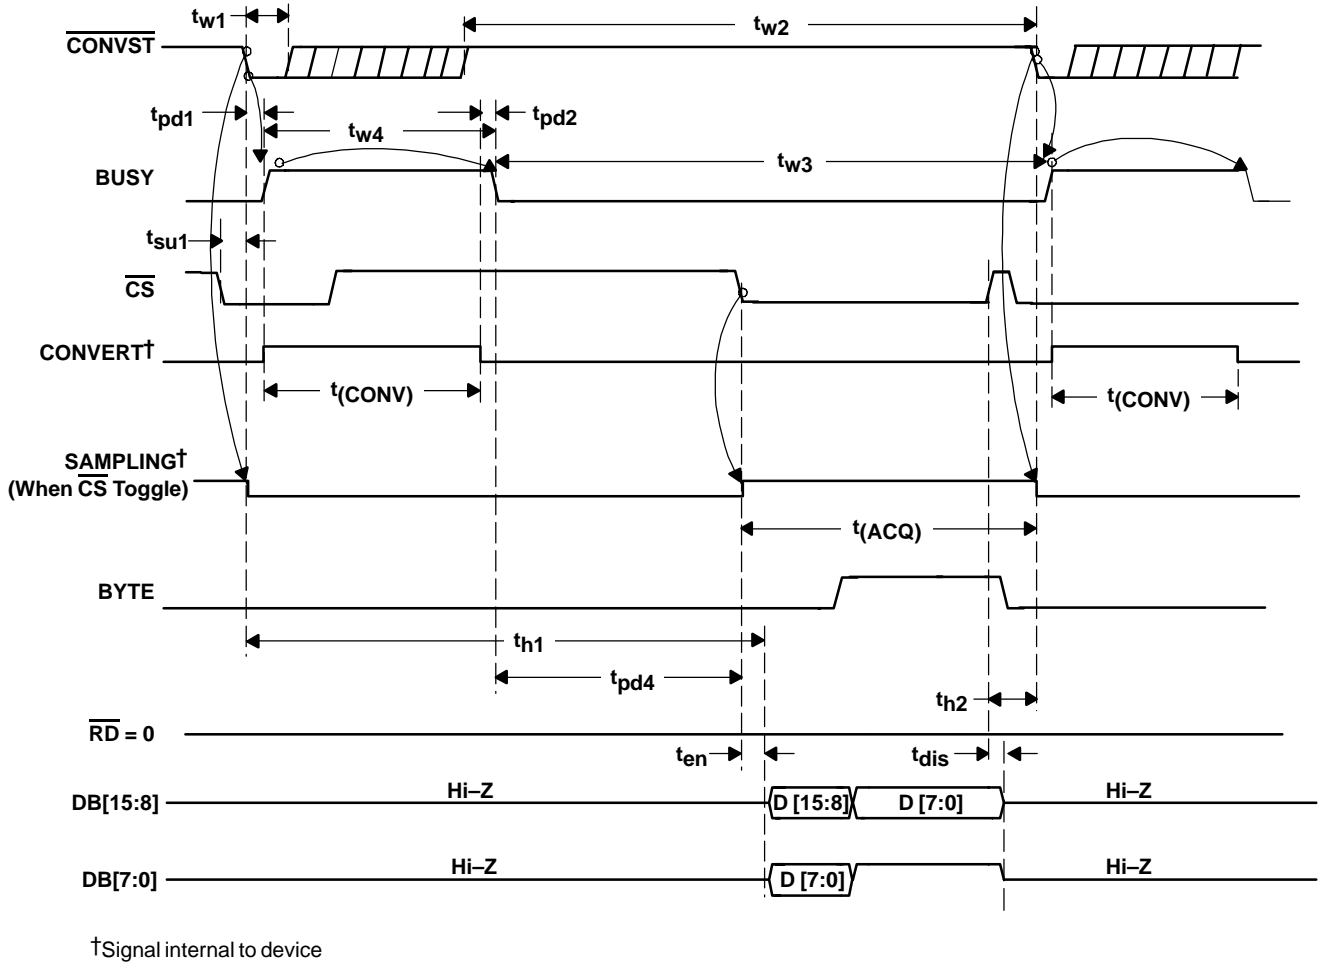 tw1
tw2
CONVST
tpd1
tw4
tpd2
tw3
BUSY
tsu1
CS
CONVERT†
t(CONV)
t(CONV)
SAMPLING†
(When CS Toggle)
t(ACQ)
BYTE
th1
tpd4
th2
RD = 0
ten
tdis
Hi–Z
Hi–Z
DB[15:8]
D [15:8]
D [7:0]
Hi–Z
Hi–Z
DB[7:0]
D [7:0]
†Signal internal to device